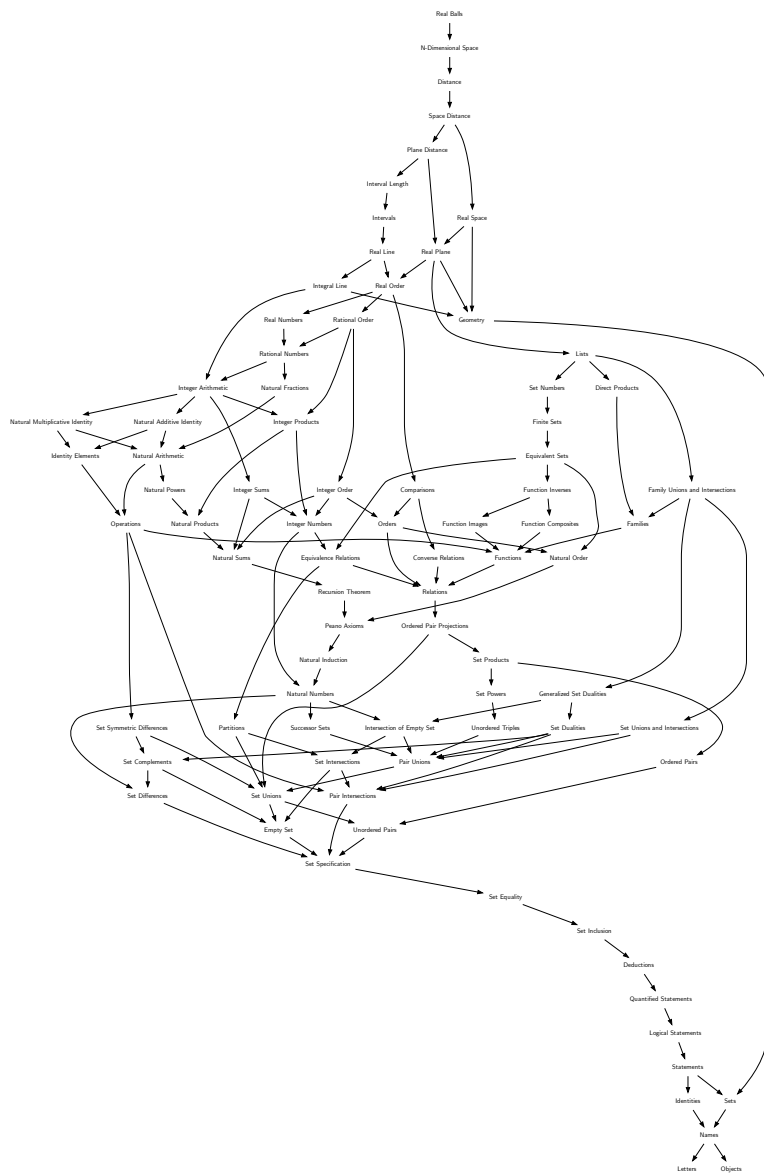 Real Balls
N-Dimensional Space
Distance
Space Distance
Plane Distance
Interval Length
Intervals
Real Space
Real Line
Real Plane
Integral Line
Real Order
Real Numbers
Rational Order
Geometry
Rational Numbers
Lists
Integer Arithmetic
Natural Fractions
Set Numbers
Direct Products
Natural Multiplicative Identity
Natural Additive Identity
Integer Products
Finite Sets
Identity Elements
Natural Arithmetic
Equivalent Sets
Natural Powers
Integer Sums
Integer Order
Comparisons
Function Inverses
Family Unions and Intersections
Operations
Natural Products
Integer Numbers
Orders
Function Images
Function Composites
Families
Natural Sums
Equivalence Relations
Converse Relations
Functions
Natural Order
Recursion Theorem
Relations
Peano Axioms
Ordered Pair Projections
Natural Induction
Set Products
Natural Numbers
Set Powers
Generalized Set Dualities
Set Symmetric Differences
Partitions
Successor Sets
Intersection of Empty Set
Unordered Triples
Set Dualities
Set Unions and Intersections
Set Complements
Set Intersections
Pair Unions
Ordered Pairs
Set Differences
Set Unions
Pair Intersections
Empty Set
Unordered Pairs
Set Specification
Set Equality
Set Inclusion
Deductions
Quantified Statements
Logical Statements
Statements
Identities
Sets
Names
Letters
Objects